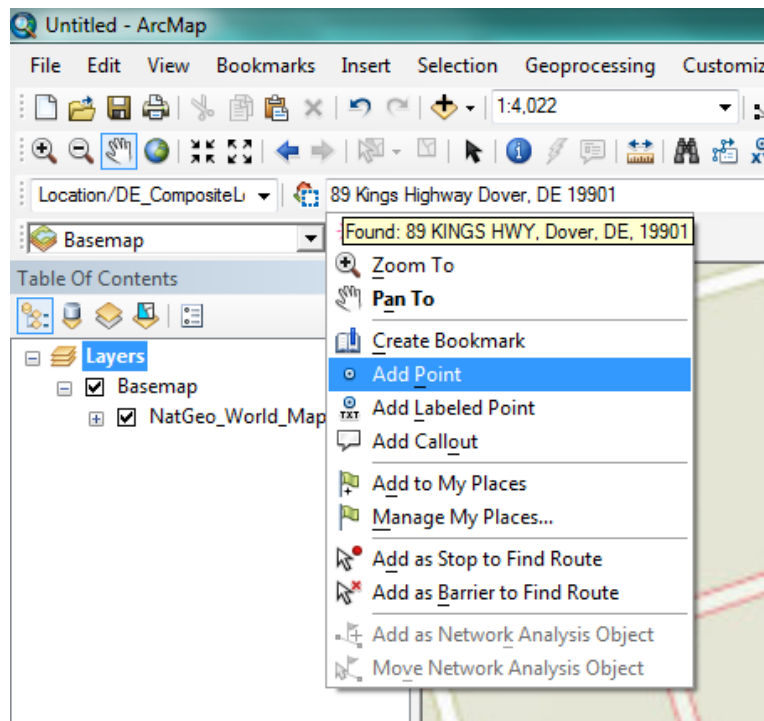 Untitled - ArcMap
File Edit View Bookmarks Insert Selection Geoprocessing Customiz
1:4,022
Location/DE_CompositeL 89 Kings Highway Dover, DE 19901
Basemap Found: 89 KINGS HWY, Dover, DE, 19901
Table Of Contents
Layers
Basemap
NatGeo_World_Map
Zoom To
Pan To
Create Bookmark
Add Point
TXT Add Labeled Point
Add Callout
Add to My Places
Manage My Places...
Add as Stop to Find Route
Add as Barrier to Find Route
Add as Network Analysis Object
Move Network Analysis Object